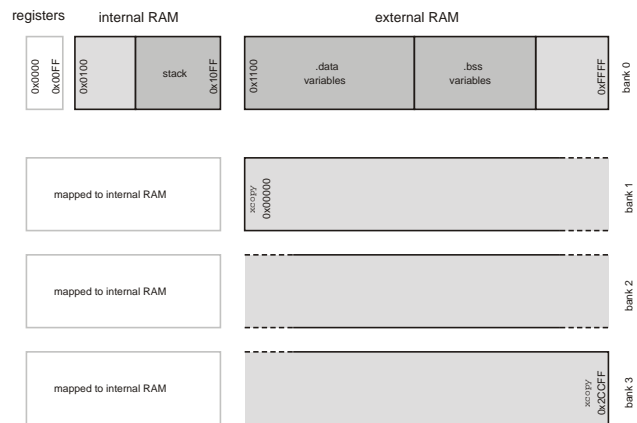 registers
internal RAM
external RAM
0x0000
0x00FF
0x0100
stack
0x10FF
0x1100
.data
variables
.bss
variables
0xFFFF
bank 0
mapped to internal RAM
xcopy
0x00000
bank 1
mapped to internal RAM
bank 2
mapped to internal RAM
xcopy
0x2CCFF
bank 3